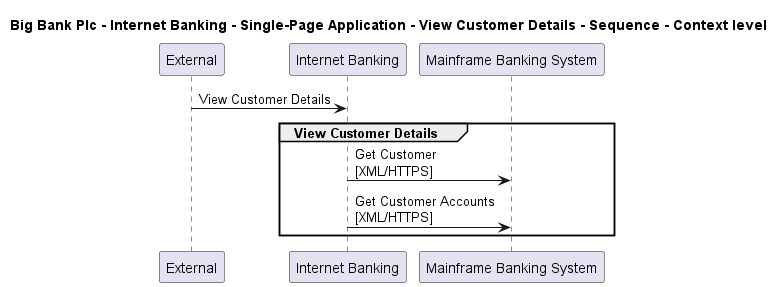 Big Bank Plc - Internet Banking - Single-Page Application - View Customer Details - Sequence - Context level
External
Internet Banking
Mainframe Banking System
View Customer Details
View Customer Details
Get Customer
[XML/HTTPS]
Get Customer Accounts
[XML/HTTPS]
External
Internet Banking
Mainframe Banking System